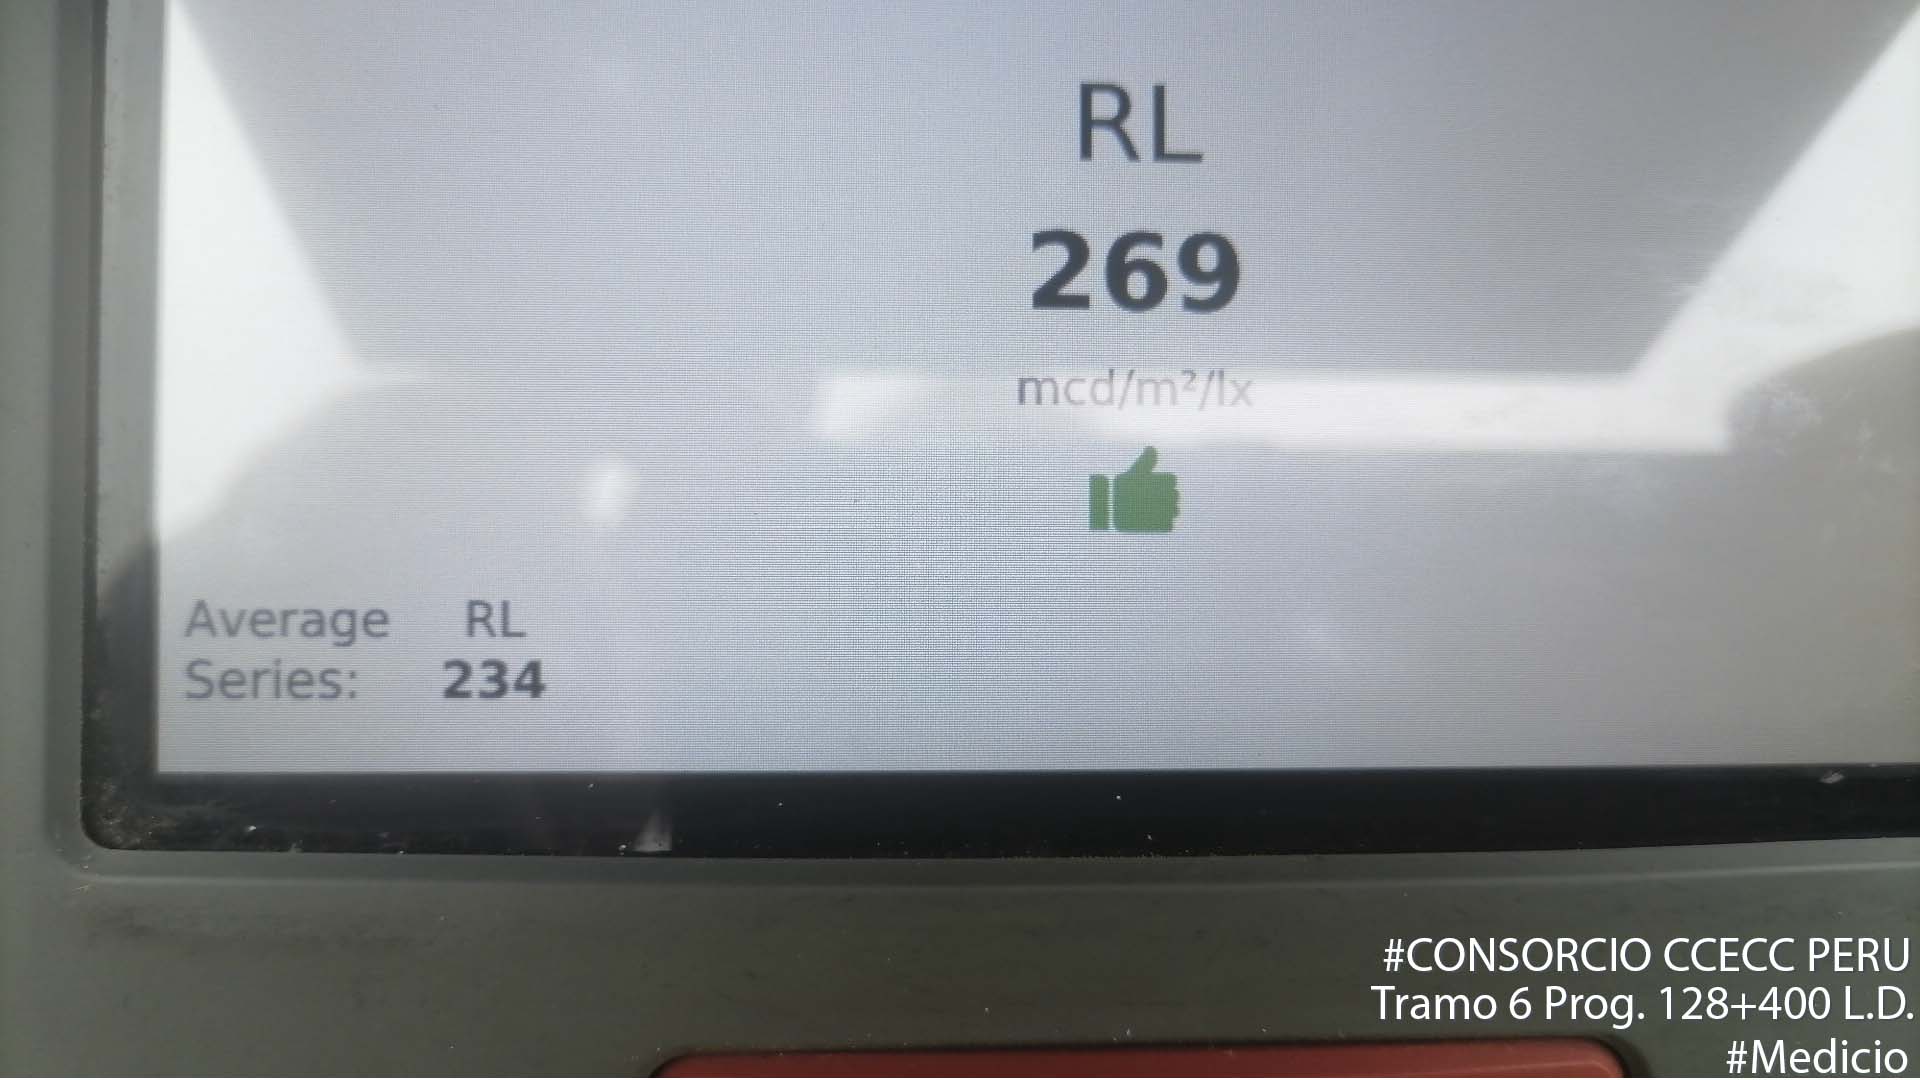 RL
269
mcd/m²/lx
Average RL
Series: 234
#CONSORCIO CCECC PERU
Tramo 6 Prog. 128+400 L.D.
#Medicio